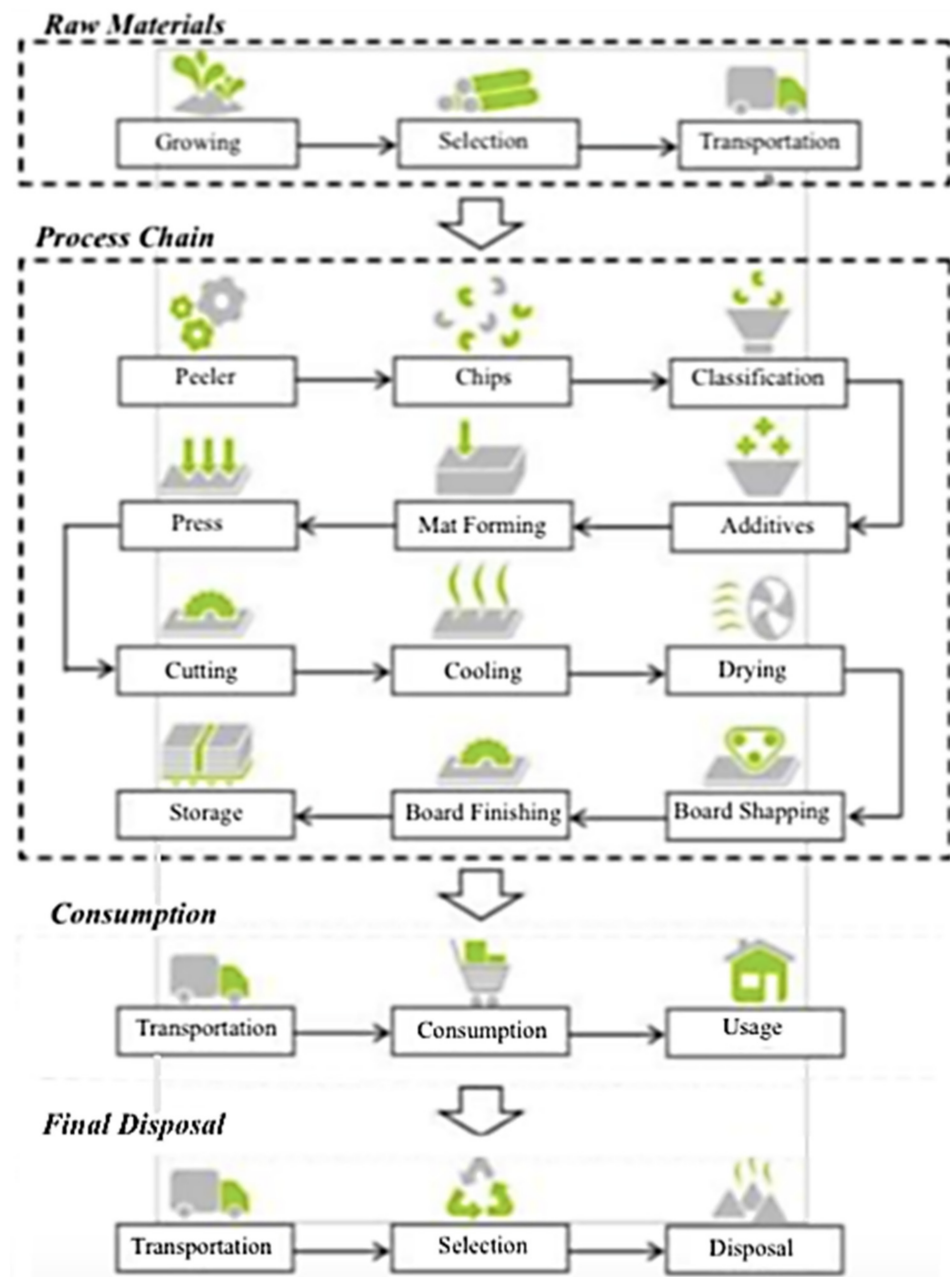 Raw Materials
Growing
Selection
Transportation
Process Chain
Peeler
Chips
Classification
Press
Mat Forming
Additives
Cutting
Cooling
Drying
Storage
Board Finishing
Board Shapping
Consumption
Transportation
Consumption
Usage
Final Disposal
Transportation
Selection
Disposal